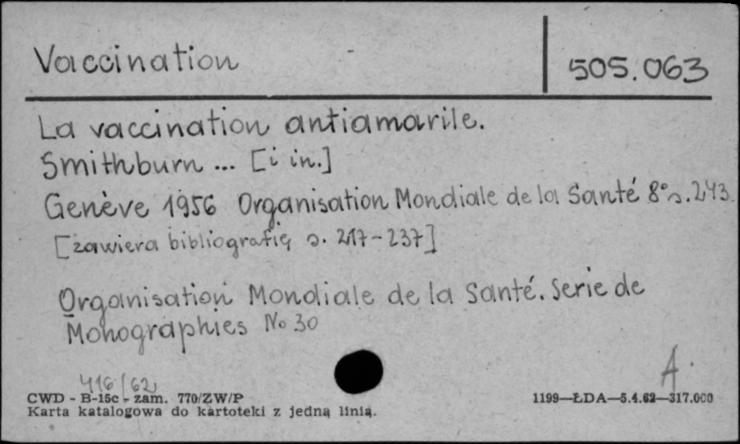 Vaccination
505.063
La vaccination antiamarile.
Smithburn ... [i in.]
Genève 1956 Organisation Mondiale de la Santé 8° s. 243.
[zawiera bibliografię s. 217-237]
Organisation Mondiale de la Santé. Serie de
Monographies No 30
416/62
A.
CWD - B-15c - zam. 770/ZW/P
1199—ŁDA—5.4.62—317.000
Karta katalogowa do kartoteki z jedną linią.